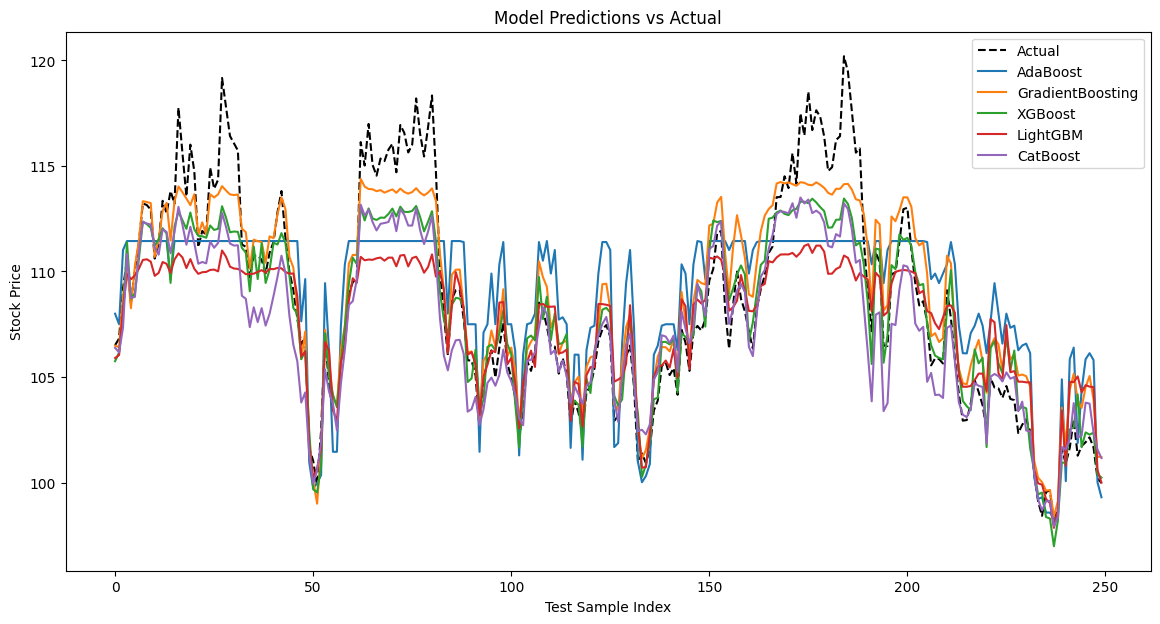 Model Predictions vs Actual
Stock Price
120
115
110
105
100
Actual
AdaBoost
GradientBoosting
XGBoost
LightGBM
CatBoost
0
50
100
150
200
250
Test Sample Index